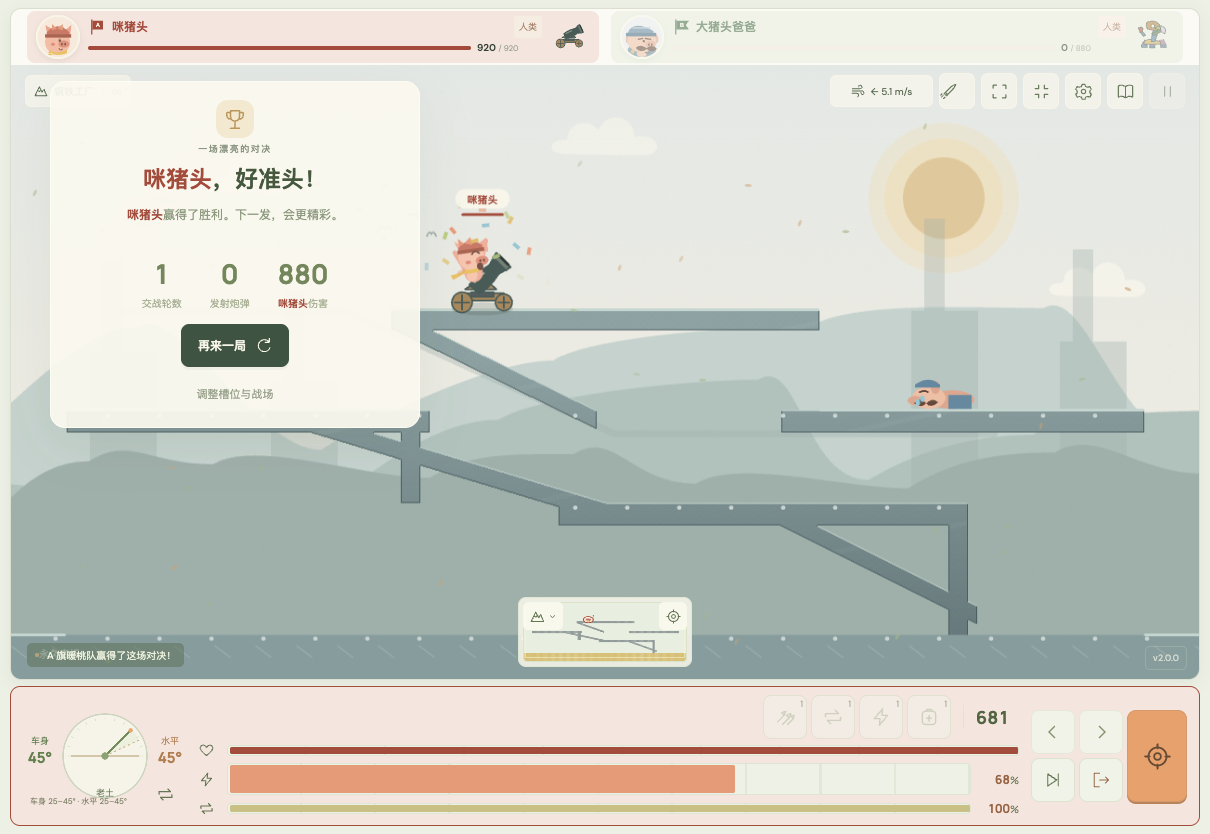 咪猪头
人类
920 / 920
大猪头爸爸
人类
0 / 880
← 5.1 m/s
一场漂亮的对决
咪猪头，好准头！
咪猪头赢得了胜利。下一发，会更精彩。
1
0
880
交战轮数
发射炮弹
咪猪头伤害
再来一局
调整槽位与战场
咪猪头
A 旗暖桃队赢得了这场对决！
v2.0.0
1
1
1
1
681
车身
45°
水平
45°
老土
车身 25–45° · 水平 25–45°
68%
100%